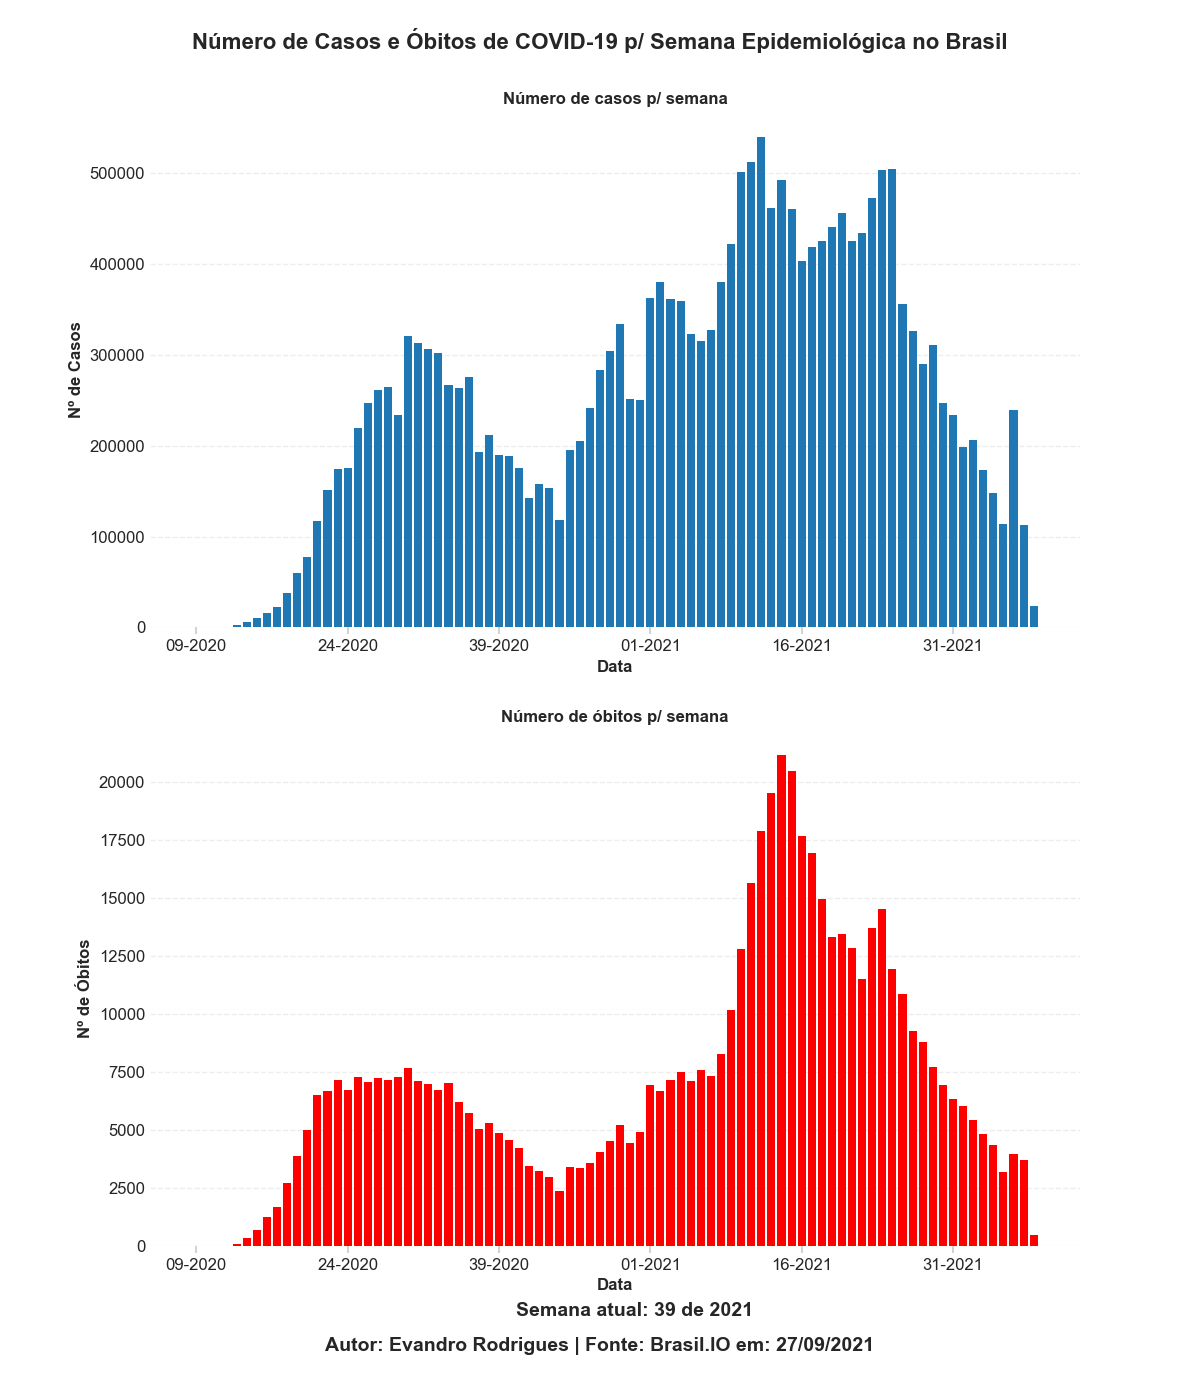 Número de Casos e Óbitos de COVID-19 p/ Semana Epidemiológica no Brasil
Número de casos p/ semana
500000
400000
300000
200000
100000
0
Nº de Casos
09-2020 24-2020 39-2020 01-2021 16-2021 31-2021
Data
Número de óbitos p/ semana
20000
17500
15000
12500
10000
7500
5000
2500
0
Nº de Óbitos
09-2020 24-2020 39-2020 01-2021 16-2021 31-2021
Data
Semana atual: 39 de 2021
Autor: Evandro Rodrigues | Fonte: Brasil.IO em: 27/09/2021